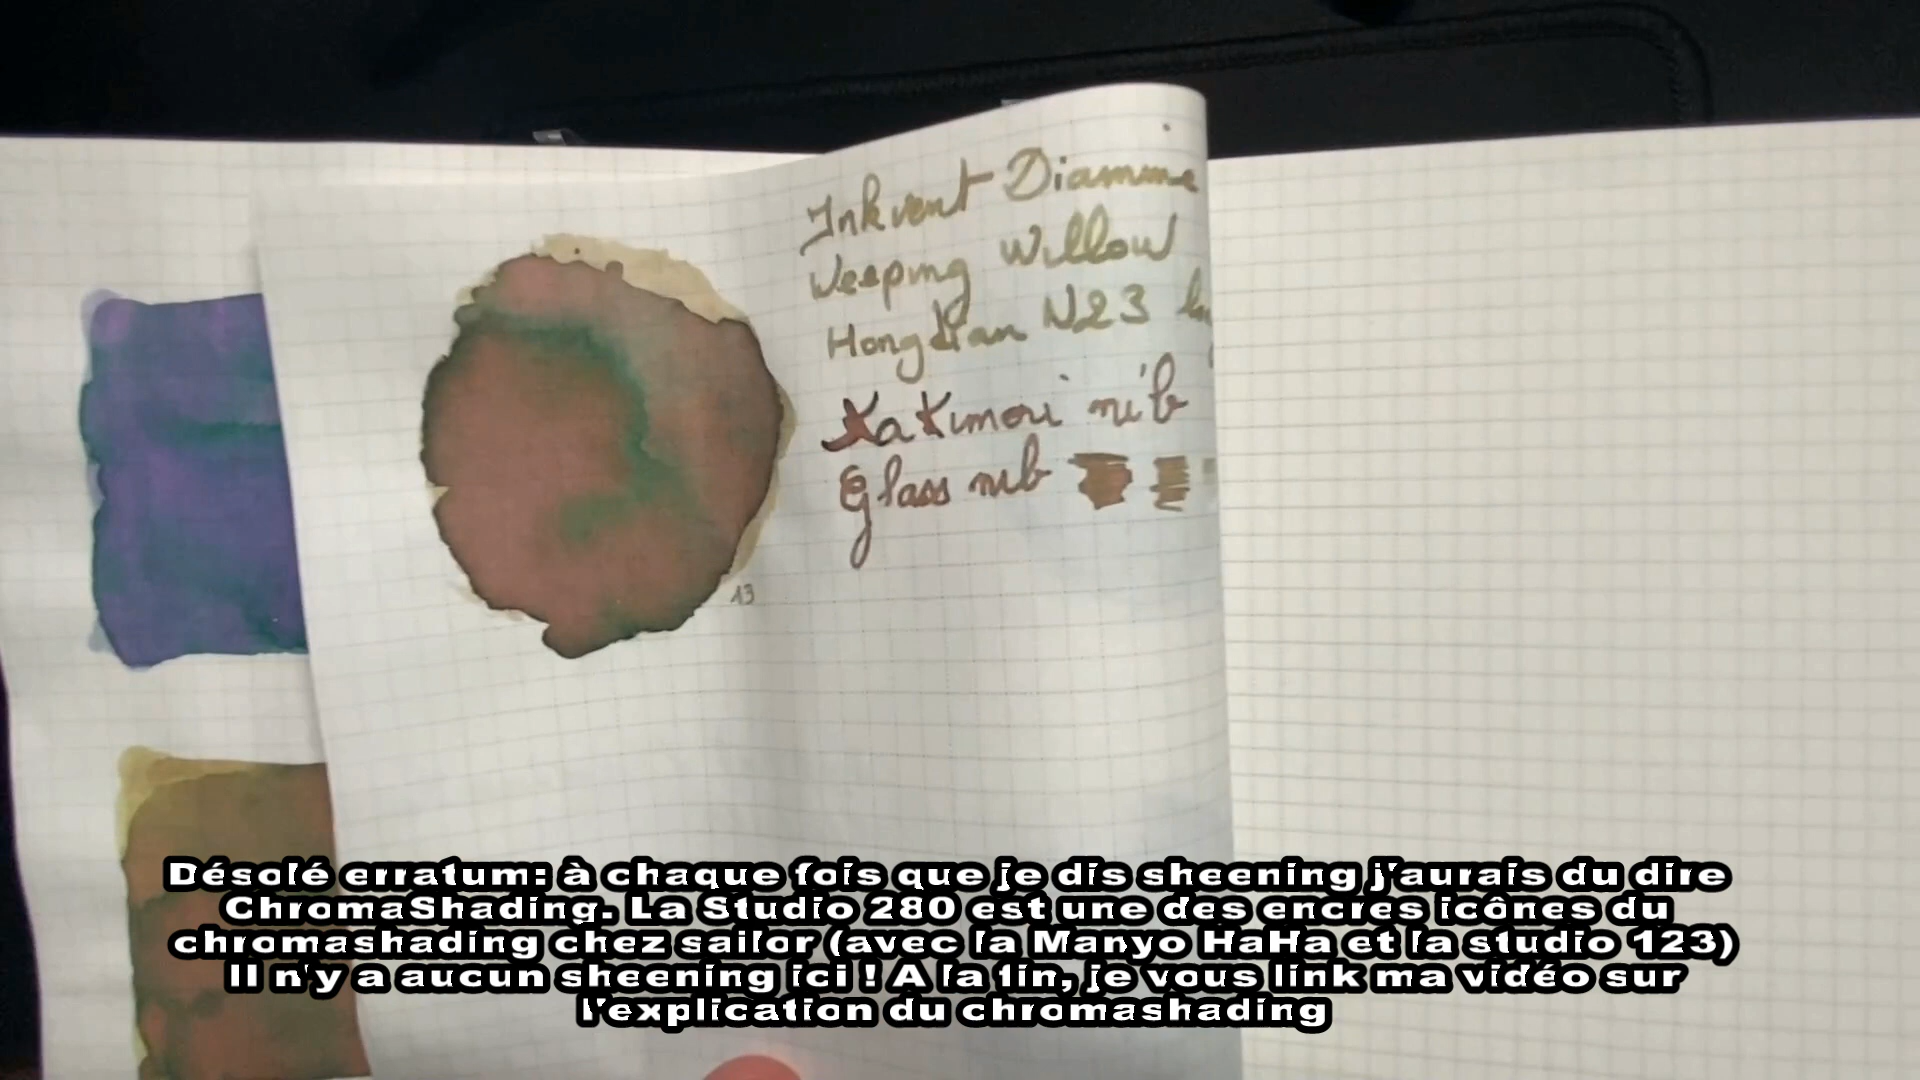 Inkvent Diamine
Weeping Willow
Hongdian N23
Kakimori nib
Glass nib
13
Désolé erratum: à chaque fois que je dis sheening j'aurais du dire
ChromaShading. La Studio 280 est une des encres icônes du
chromashading chez sailor (avec la Manyo HaHa et la studio 123)
Il n'y a aucun sheening ici ! A la fin, je vous link ma vidéo sur
l'explication du chromashading